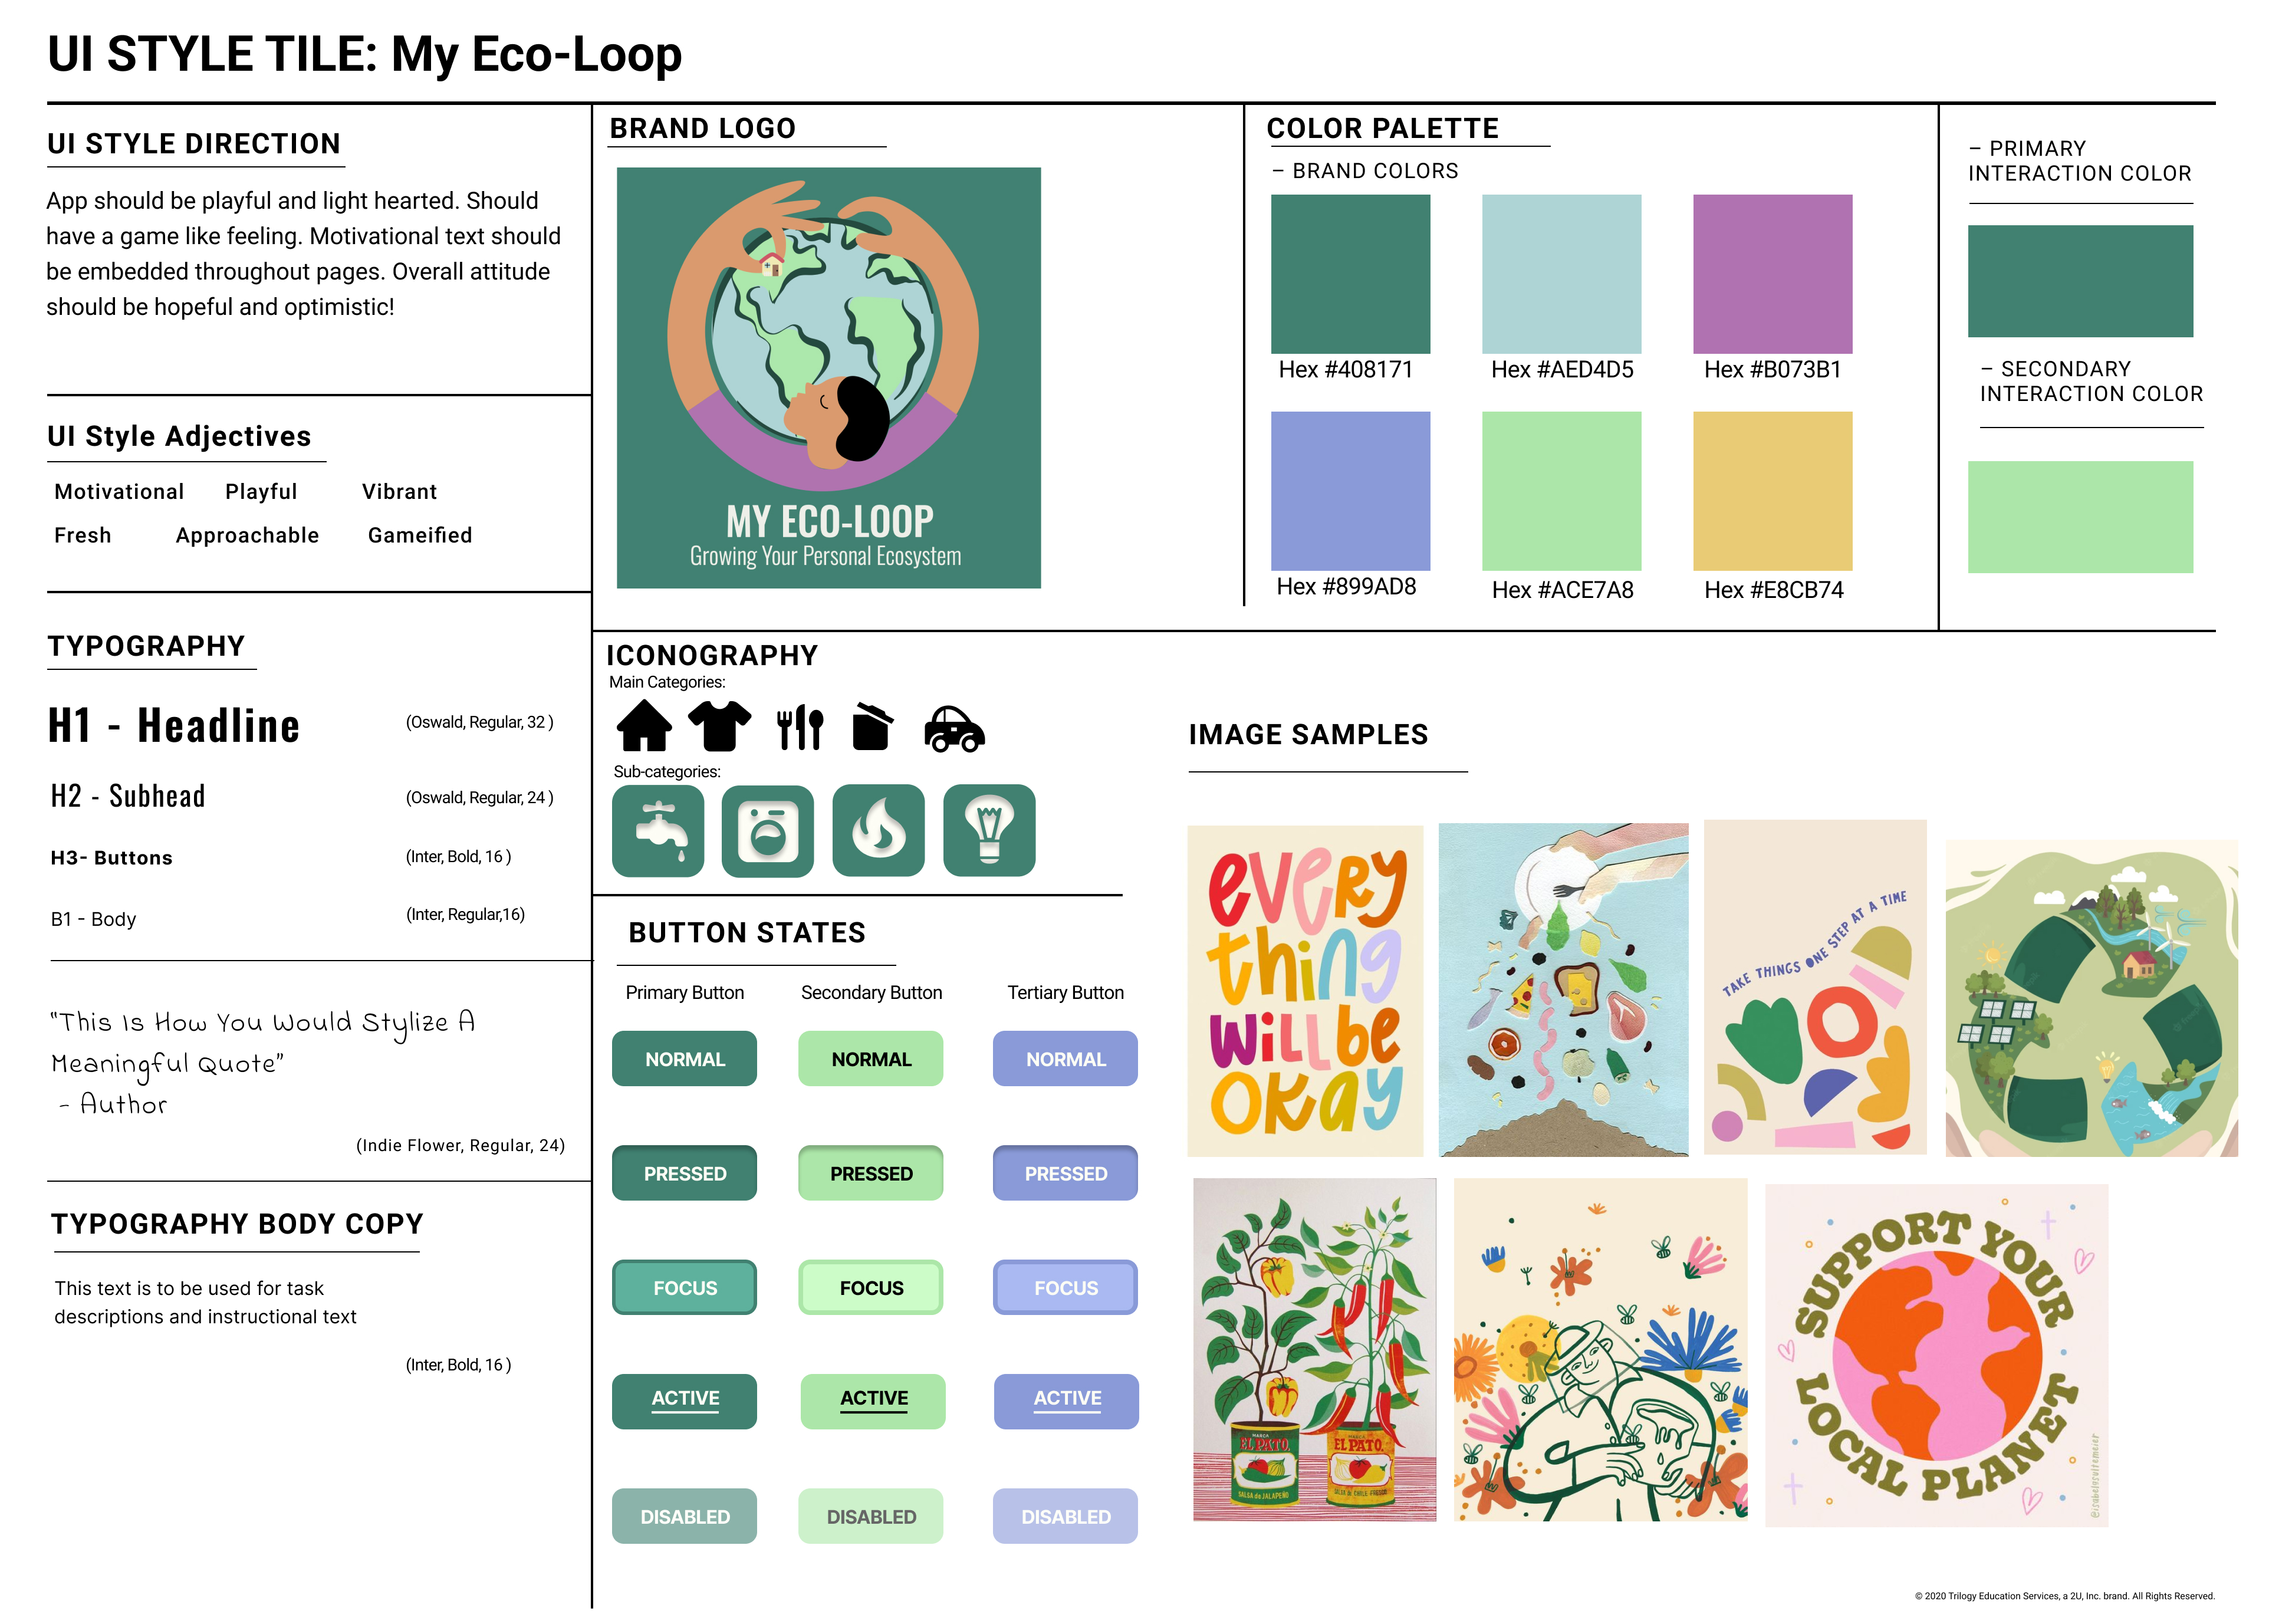 UI STYLE TILE: My Eco-Loop
UI STYLE DIRECTION
App should be playful and light hearted. Should
have a game like feeling. Motivational text should
be embedded throughout pages. Overall attitude
should be hopeful and optimistic!
UI Style Adjectives
Motivational Playful Vibrant
Fresh Approachable Gameified
TYPOGRAPHY
H1 - Headline (Oswald, Regular, 32 )
H2 - Subhead (Oswald, Regular, 24 )
H3- Buttons (Inter, Bold, 16 )
B1 - Body (Inter, Regular,16)
“This Is How You Would Stylize A
Meaningful Quote”
- Author
(Indie Flower, Regular, 24)
TYPOGRAPHY BODY COPY
This text is to be used for task
descriptions and instructional text
(Inter, Bold, 16 )
BRAND LOGO
MY ECO-LOOP
Growing Your Personal Ecosystem
COLOR PALETTE
– BRAND COLORS
Hex #408171 Hex #AED4D5 Hex #B073B1
Hex #899AD8 Hex #ACE7A8 Hex #E8CB74
– PRIMARY
INTERACTION COLOR
– SECONDARY
INTERACTION COLOR
ICONOGRAPHY
Main Categories:
Sub-categories:
BUTTON STATES
Primary Button Secondary Button Tertiary Button
NORMAL NORMAL NORMAL
PRESSED PRESSED PRESSED
FOCUS FOCUS FOCUS
ACTIVE ACTIVE ACTIVE
DISABLED DISABLED DISABLED
IMAGE SAMPLES
every
thing
will be
okay
TAKE THINGS ONE STEP AT A TIME
MARCA
EL PATO
SALSA de JALAPEÑO
MARCA
EL PATO
SALSA de CHILE FRESCO
SUPPORT YOUR
LOCAL PLANET
© 2020 Trilogy Education Services, a 2U, Inc. brand. All Rights Reserved.